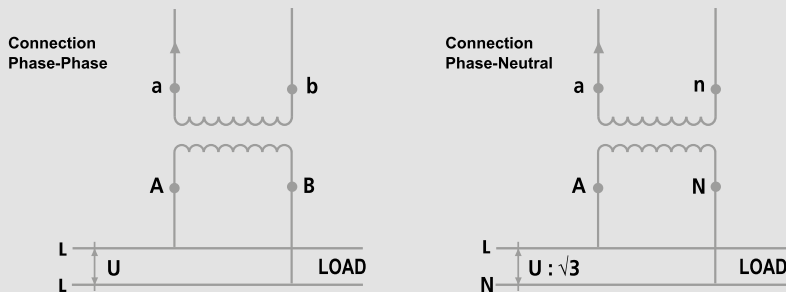 Connection
Phase-Phase
a
b
A
B
L
U
LOAD
L
Connection
Phase-Neutral
a
n
A
N
L
U : √3
LOAD
N